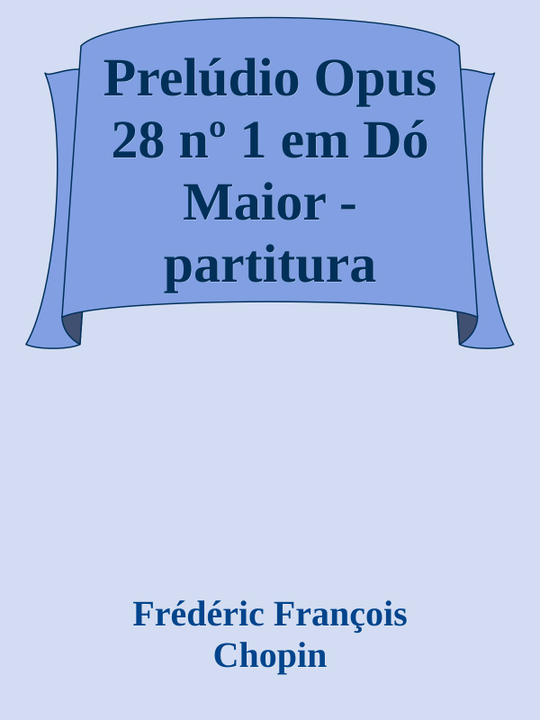 Prelúdio Opus
28 nº 1 em Dó
Maior -
partitura
Frédéric François
Chopin